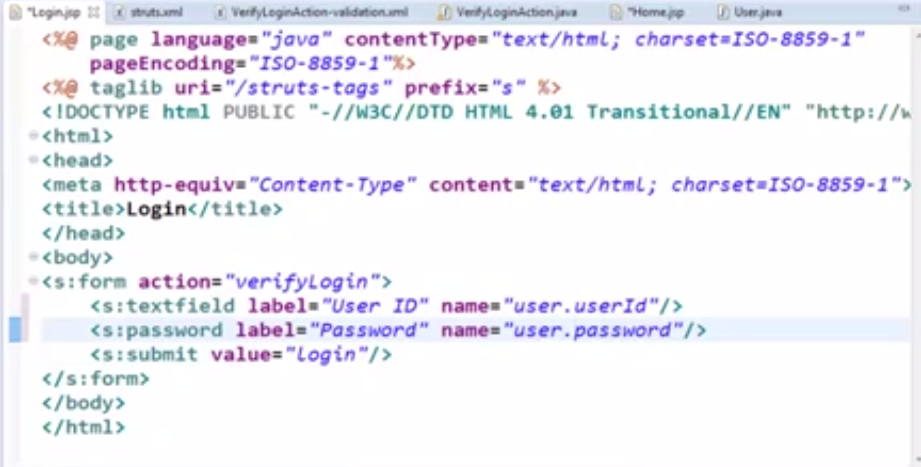 *Login.jsp struts.xml VerifyLoginAction-validation.xml VerifyLoginAction.java *Home.jsp User.java
<%@ page language="java" contentType="text/html; charset=ISO-8859-1"
    pageEncoding="ISO-8859-1"%>
<%@ taglib uri="/struts-tags" prefix="s" %>
<!DOCTYPE html PUBLIC "-//W3C//DTD HTML 4.01 Transitional//EN" "http://w
<html>
<head>
<meta http-equiv="Content-Type" content="text/html; charset=ISO-8859-1">
<title>Login</title>
</head>
<body>
<s:form action="verifyLogin">
    <s:textfield label="User ID" name="user.userId"/>
    <s:password label="Password" name="user.password"/>
    <s:submit value="Login"/>
</s:form>
</body>
</html>